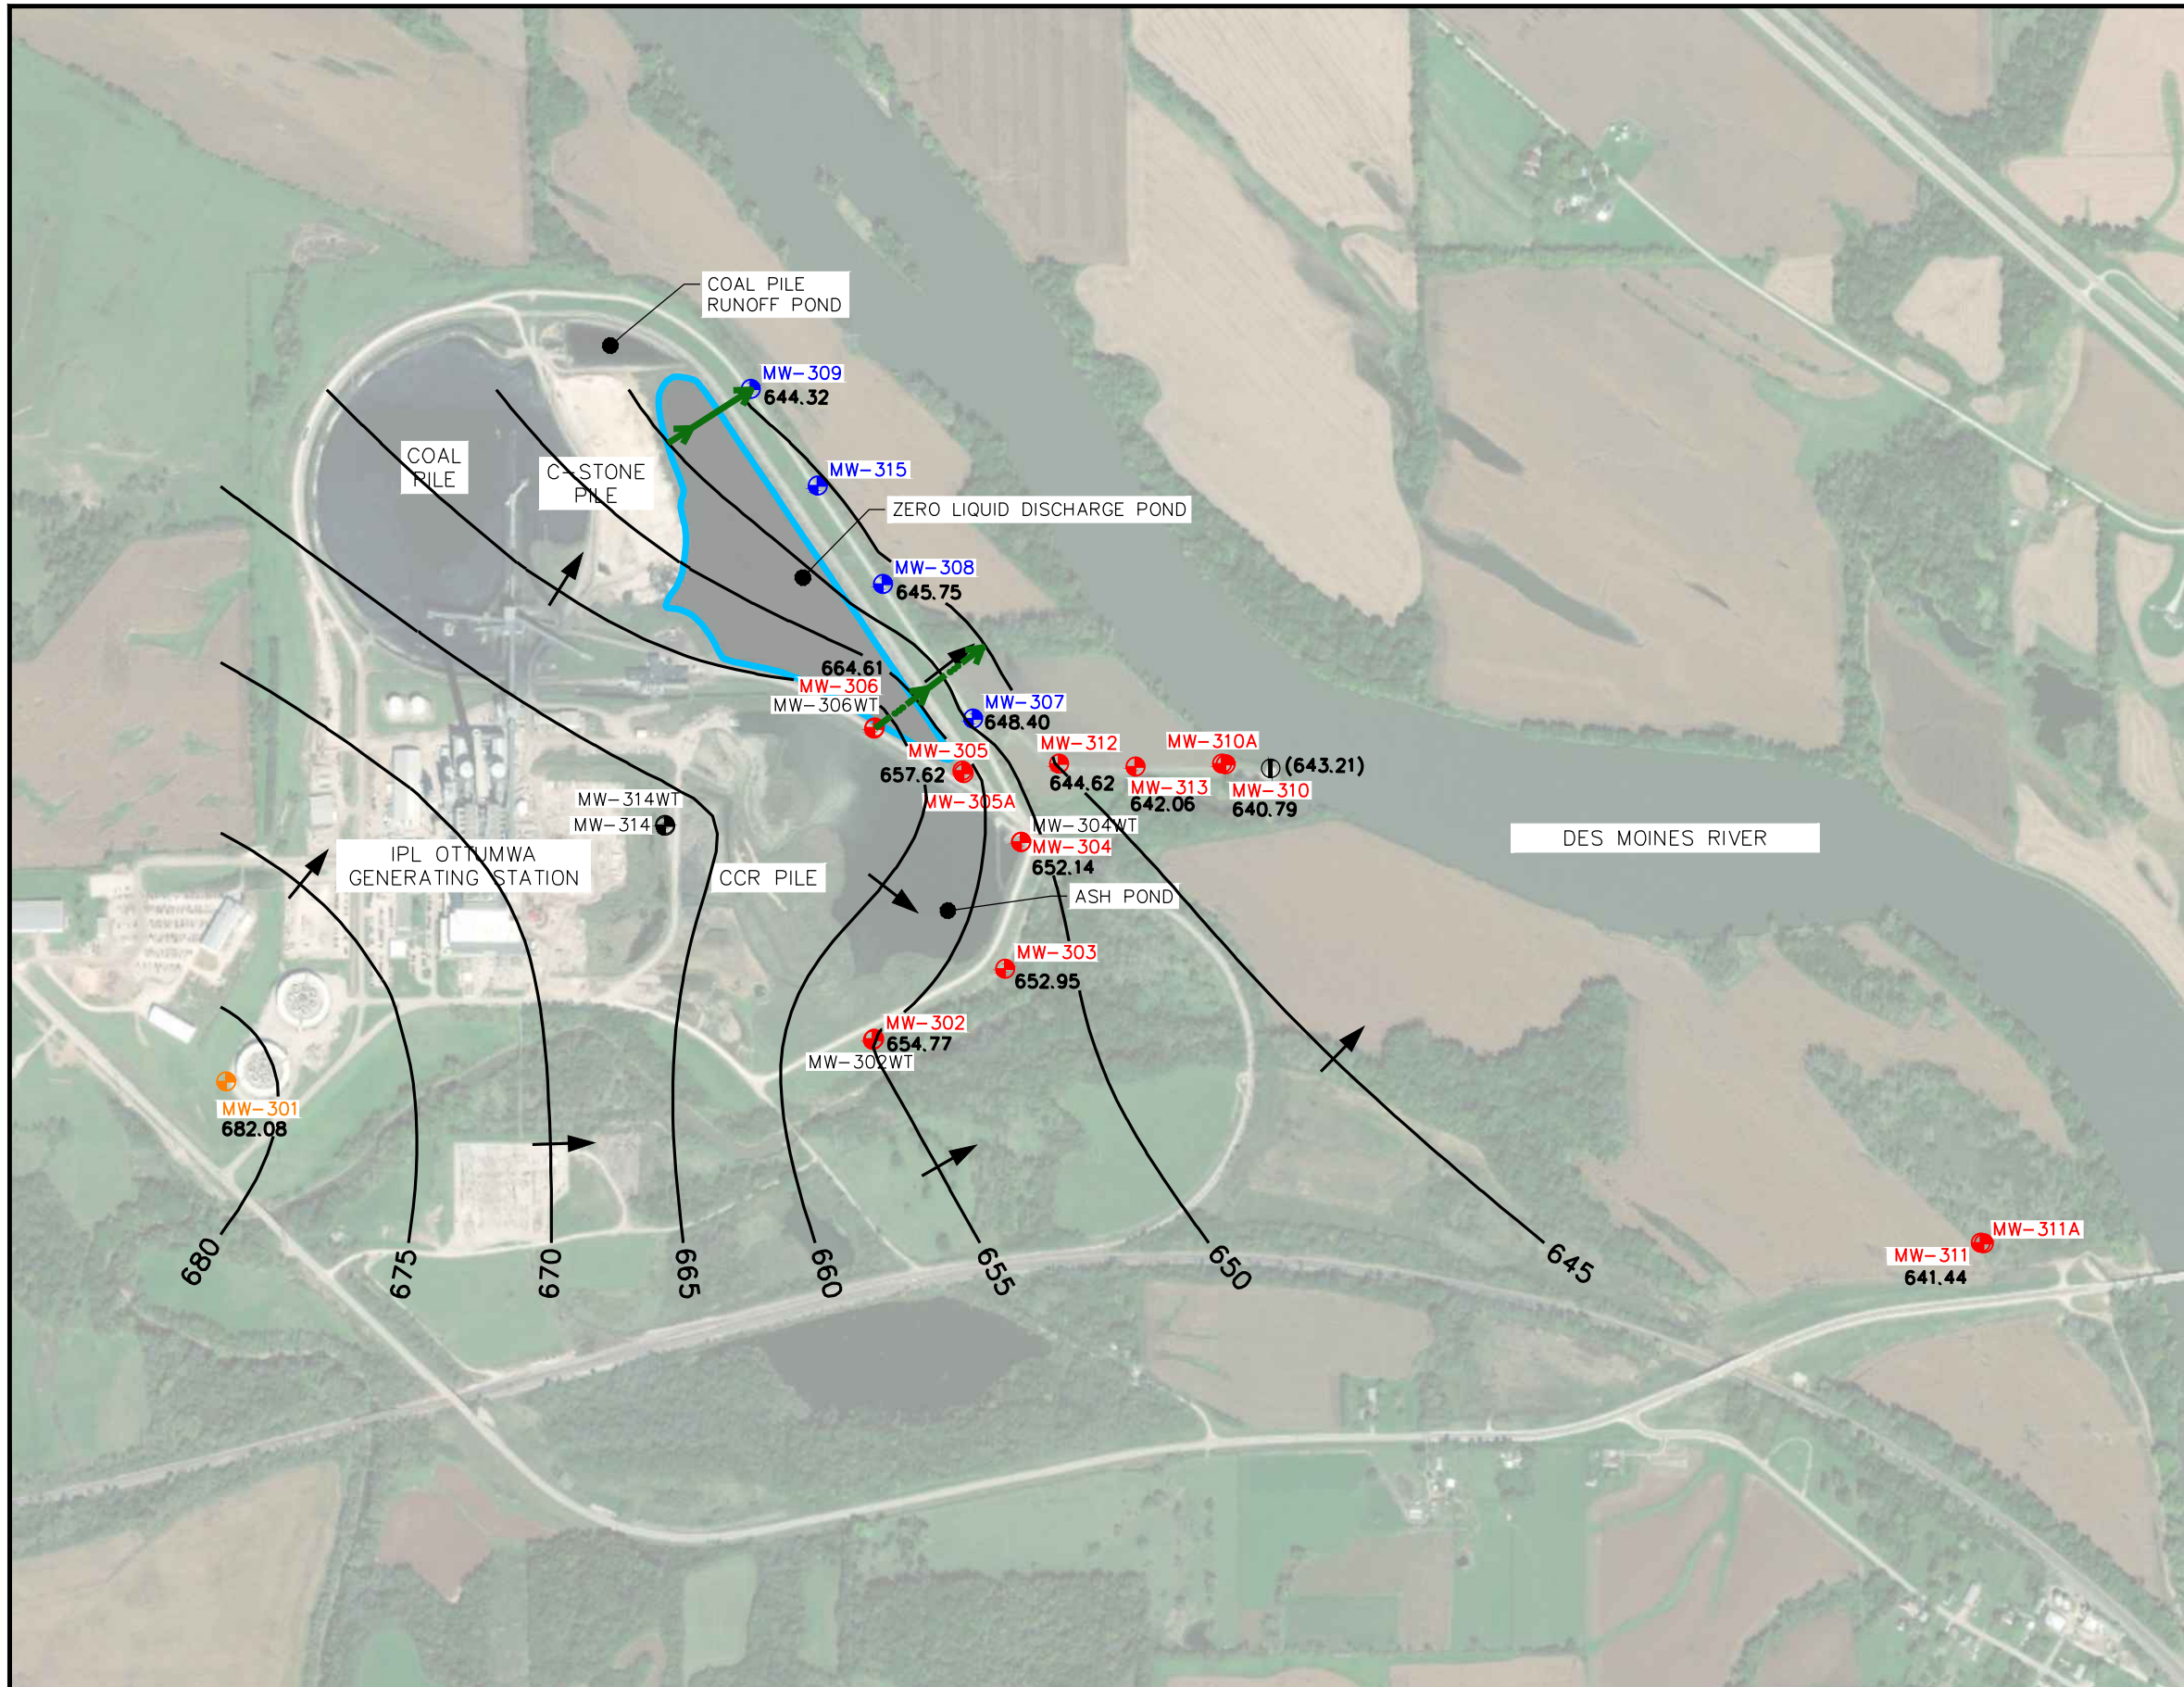 COAL PILE
RUNOFF POND
MW-309
644.32
COAL
PILE
C-STONE
PILE
MW-315
ZERO LIQUID DISCHARGE POND
MW-308
645.75
664.61
MW-306
MW-306WT
MW-307
648.40
MW-305
657.62
MW-305A
MW-312
644.62
MW-310A
MW-313
642.06
MW-310
640.79
(643.21)
MW-314WT
MW-314
MW-304WT
MW-304
652.14
DES MOINES RIVER
IPL OTTUMWA
GENERATING STATION
CCR PILE
ASH POND
MW-303
652.95
MW-302
654.77
MW-302WT
MW-301
682.08
MW-311A
MW-311
641.44
680
675
670
665
660
655
650
645